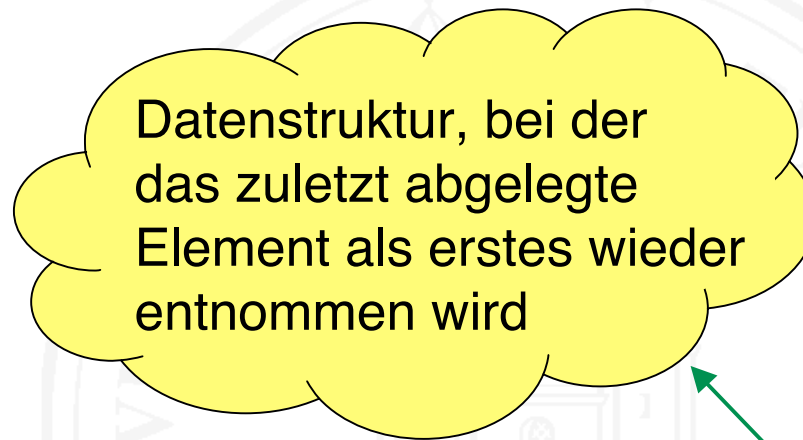 Datenstruktur, bei der
das zuletzt abgelegte
Element als erstes wieder
entnommen wird